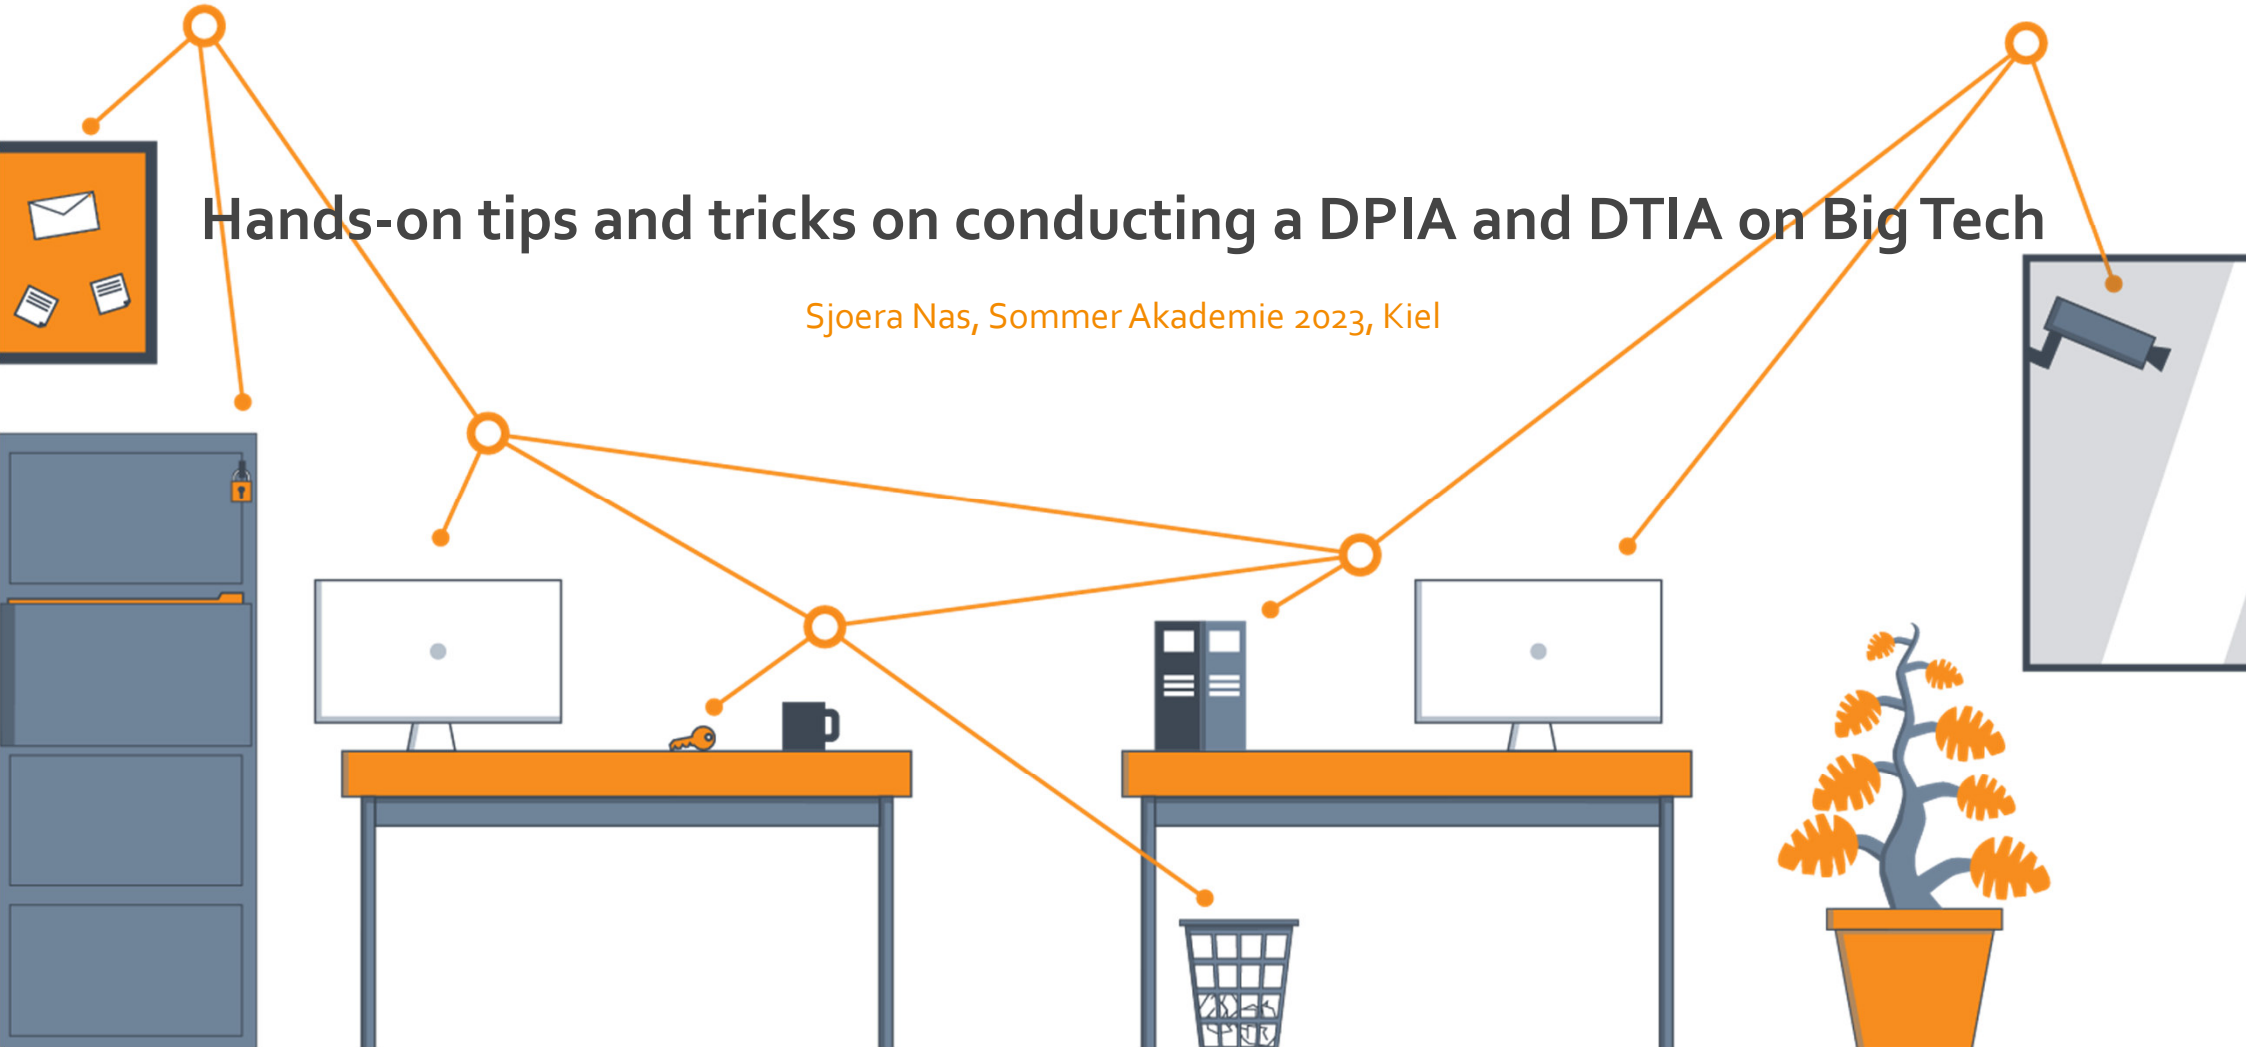 Hands-on tips and tricks on conducting a DPIA and DTIA on Big Tech
Sjoera Nas, Sommer Akademie 2023, Kiel